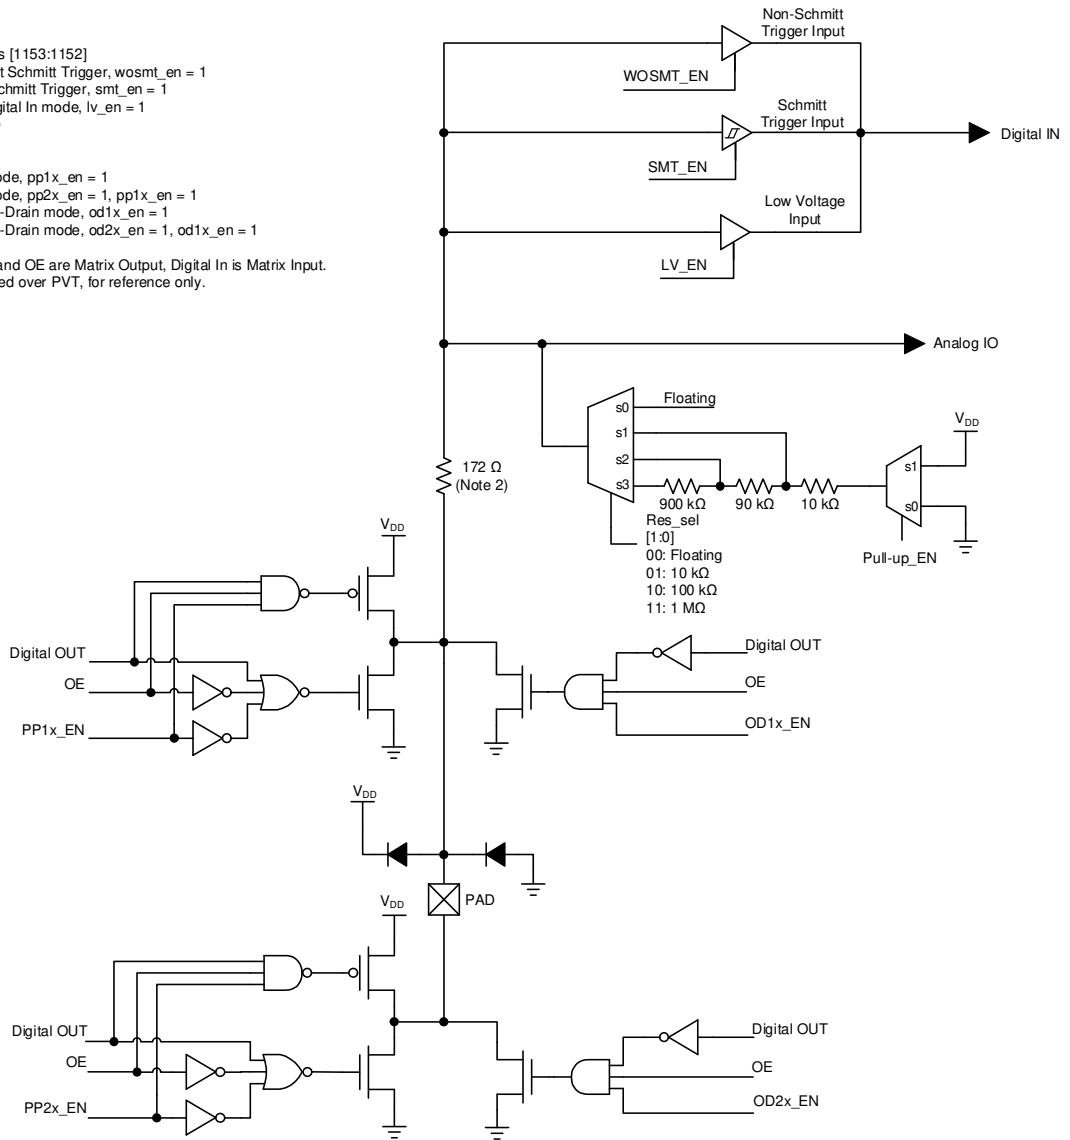 s [1153:1152]
t Schmitt Trigger, wosmt_en = 1
chmitt Trigger, smt_en = 1
gital In mode, lv_en = 1
ode, pp1x_en = 1
ode, pp2x_en = 1, pp1x_en = 1
-Drain mode, od1x_en = 1
-Drain mode, od2x_en = 1, od1x_en = 1
and OE are Matrix Output, Digital In is Matrix Input.
ed over PVT, for reference only.
Non-Schmitt
Trigger Input
WOSMT_EN
Schmitt
Trigger Input
Digital IN
SMT_EN
Low Voltage
Input
LV_EN
Analog IO
Floating
s0
s1
s2
s3
VDD
s1
s0
172 Ω
(Note 2)
900 kΩ
90 kΩ
10 kΩ
Res_sel
[1:0]
00: Floating
01: 10 kΩ
10: 100 kΩ
11: 1 MΩ
Pull-up_EN
VDD
Digital OUT
OE
PP1x_EN
Digital OUT
OE
OD1x_EN
VDD
PAD
VDD
Digital OUT
OE
PP2x_EN
Digital OUT
OE
OD2x_EN